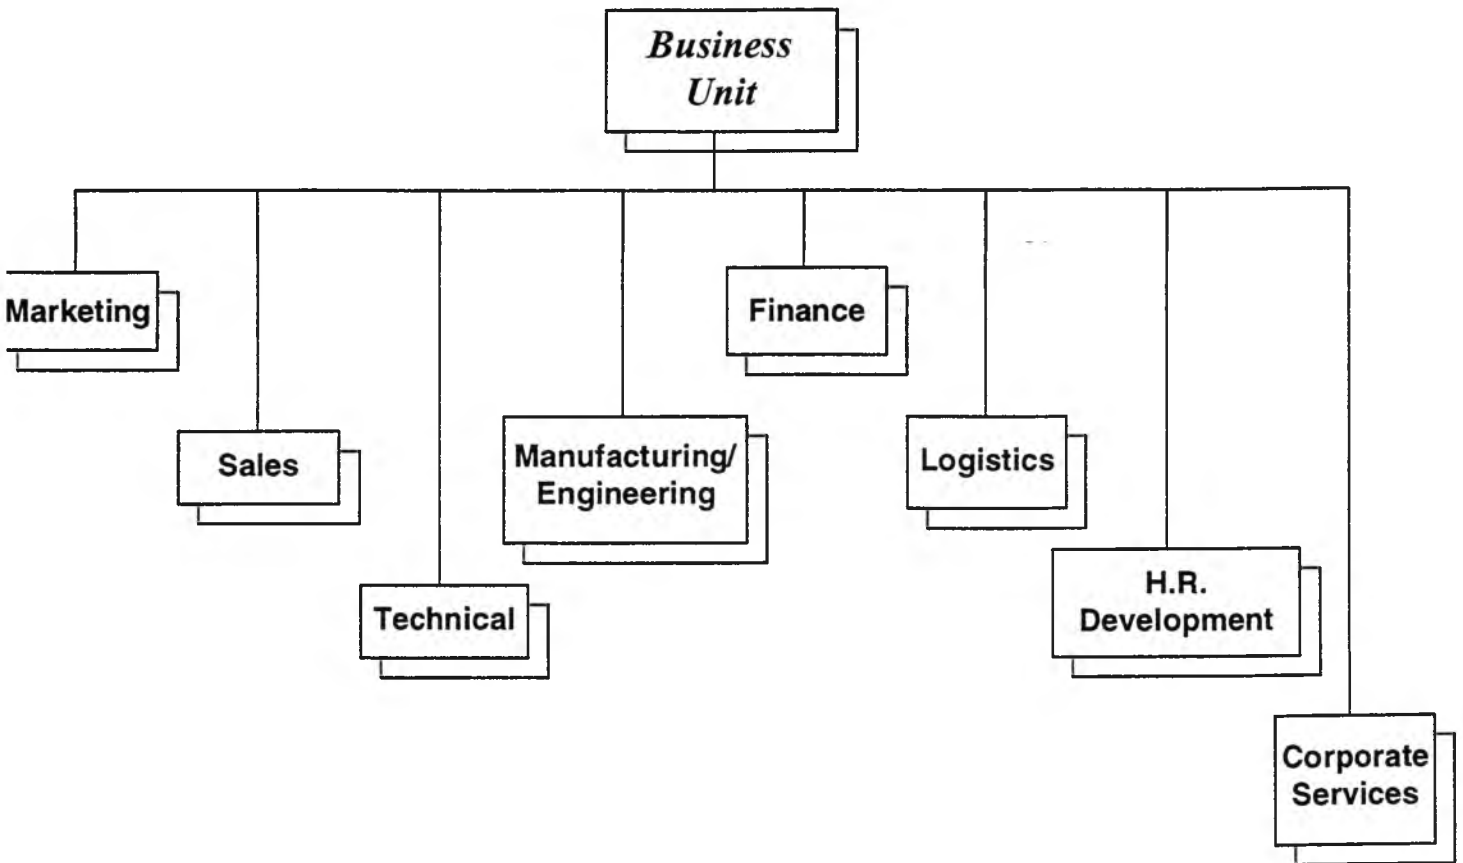 Business
Unit
Marketing
Finance
Sales
Manufacturing/
Engineering
Logistics
Technical
H.R.
Development
Corporate
Services